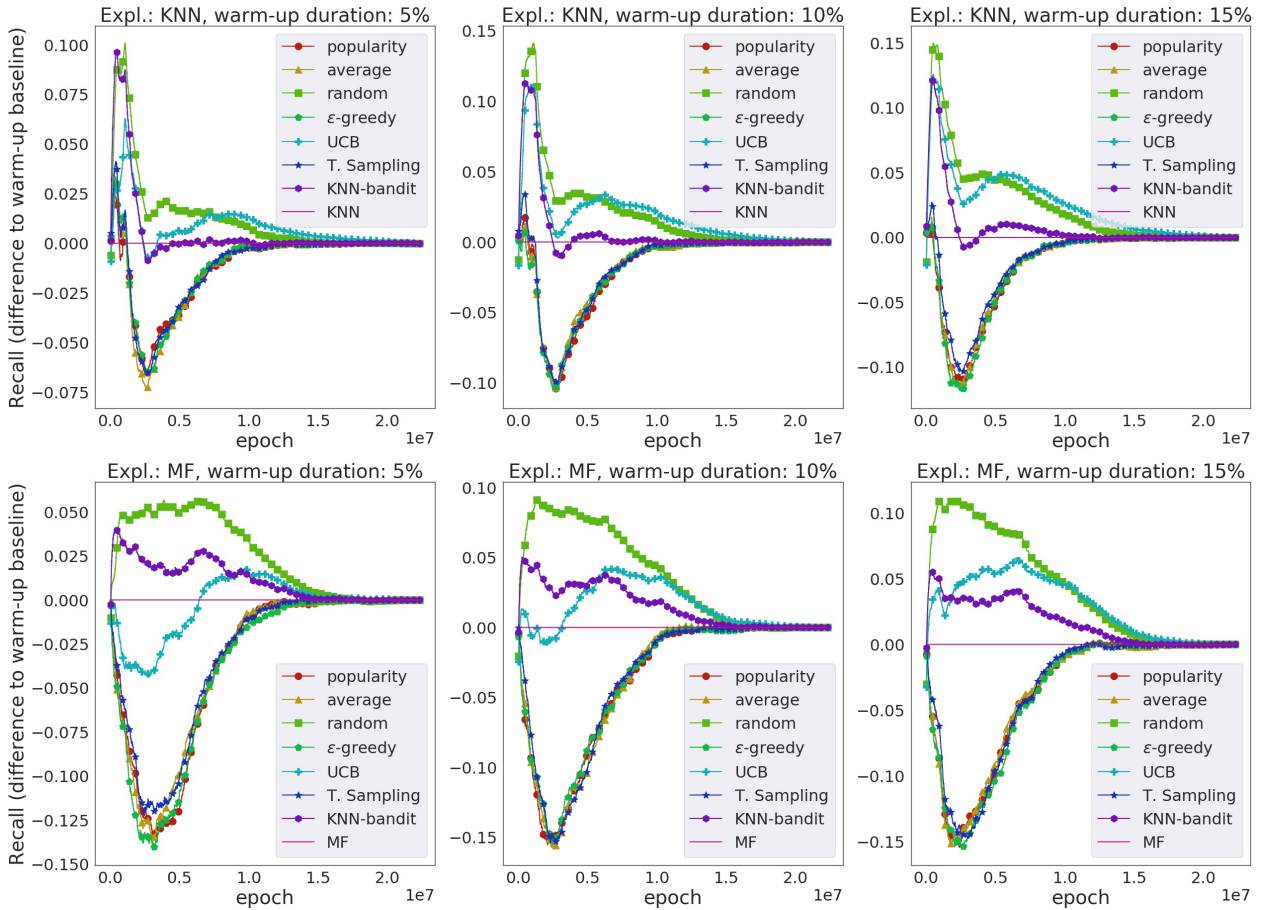 Expl.: KNN, warm-up duration: 5%
Recall (difference to warm-up baseline)
0.100
0.075
0.050
0.025
0.000
−0.025
−0.050
−0.075
popularity
average
random
ε-greedy
UCB
T. Sampling
KNN-bandit
KNN
0.0 0.5 1.0 1.5 2.0
1e7
epoch
Expl.: KNN, warm-up duration: 10%
0.15
0.10
0.05
0.00
−0.05
−0.10
popularity
average
random
ε-greedy
UCB
T. Sampling
KNN-bandit
KNN
0.0 0.5 1.0 1.5 2.0
1e7
epoch
Expl.: KNN, warm-up duration: 15%
0.15
0.10
0.05
0.00
−0.05
−0.10
popularity
average
random
ε-greedy
UCB
T. Sampling
KNN-bandit
KNN
0.0 0.5 1.0 1.5 2.0
1e7
epoch
Expl.: MF, warm-up duration: 5%
Recall (difference to warm-up baseline)
0.050
0.025
0.000
−0.025
−0.050
−0.075
−0.100
−0.125
−0.150
popularity
average
random
ε-greedy
UCB
T. Sampling
KNN-bandit
MF
0.0 0.5 1.0 1.5 2.0
1e7
epoch
Expl.: MF, warm-up duration: 10%
0.10
0.05
0.00
−0.05
−0.10
−0.15
popularity
average
random
ε-greedy
UCB
T. Sampling
KNN-bandit
MF
0.0 0.5 1.0 1.5 2.0
1e7
epoch
Expl.: MF, warm-up duration: 15%
0.10
0.05
0.00
−0.05
−0.10
−0.15
popularity
average
random
ε-greedy
UCB
T. Sampling
KNN-bandit
MF
0.0 0.5 1.0 1.5 2.0
1e7
epoch